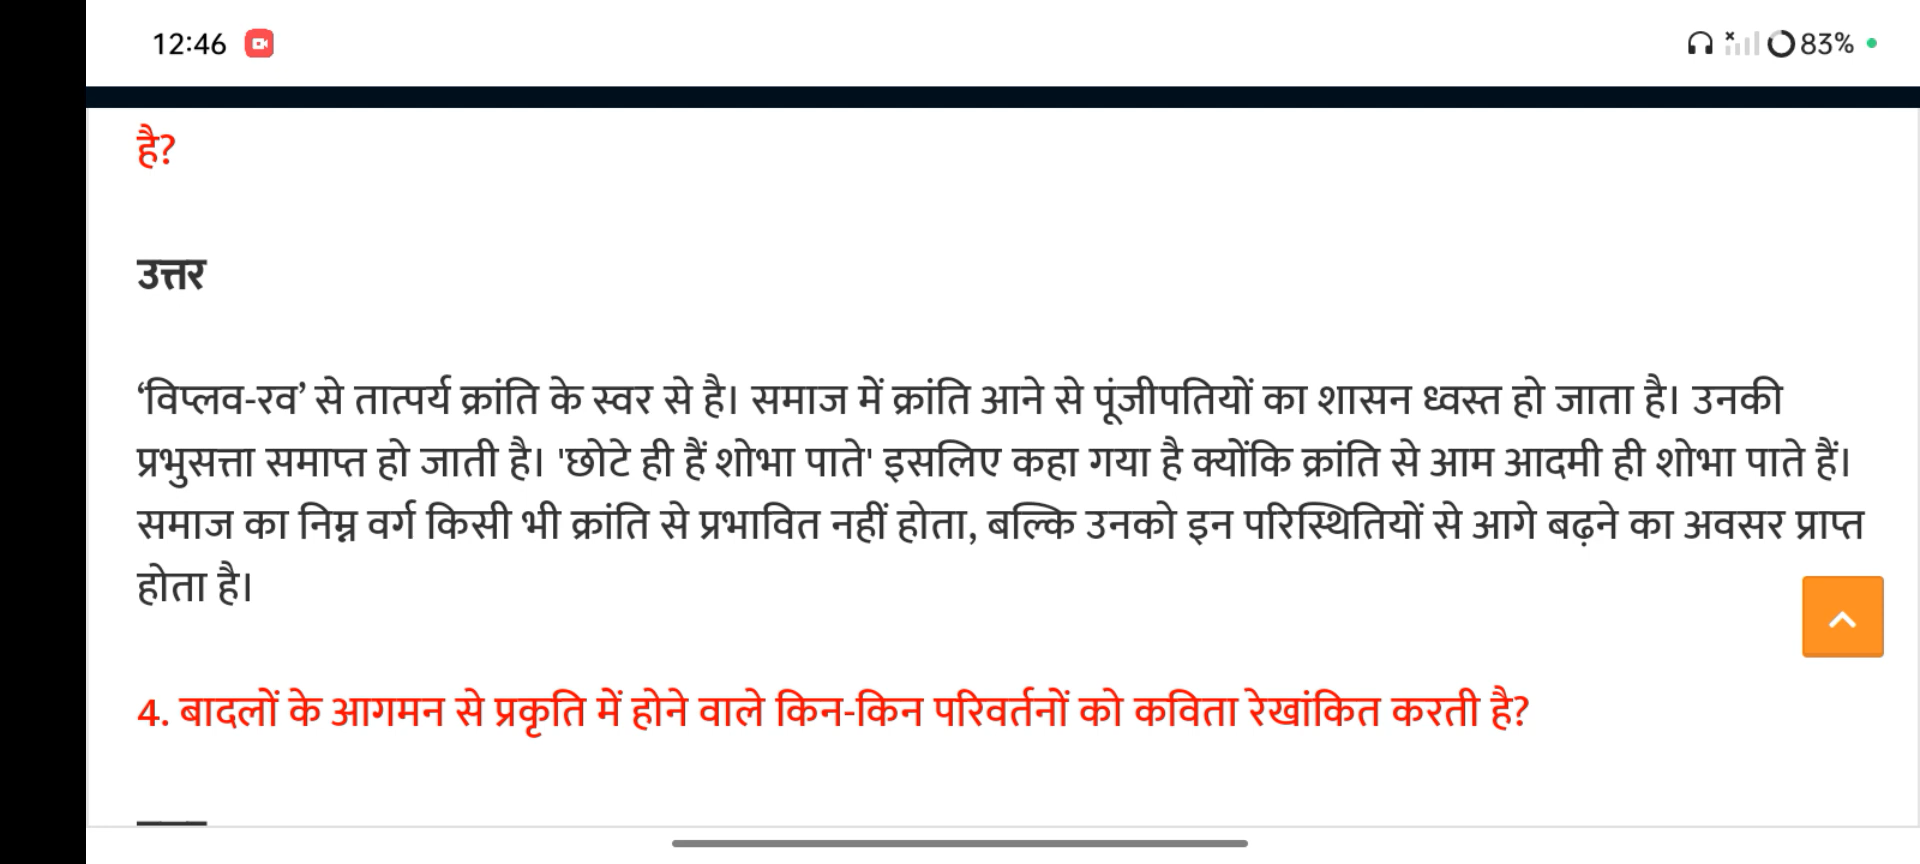 12:46
83%
है?
उत्तर
‘विप्लव-रव’ से तात्पर्य क्रांति के स्वर से है। समाज में क्रांति आने से पूंजीपतियों का शासन ध्वस्त हो जाता है। उनकी
प्रभुसत्ता समाप्त हो जाती है। 'छोटे ही हैं शोभा पाते' इसलिए कहा गया है क्योंकि क्रांति से आम आदमी ही शोभा पाते हैं।
समाज का निम्न वर्ग किसी भी क्रांति से प्रभावित नहीं होता, बल्कि उनको इन परिस्थितियों से आगे बढ़ने का अवसर प्राप्त
होता है।
4. बादलों के आगमन से प्रकृति में होने वाले किन-किन परिवर्तनों को कविता रेखांकित करती है?